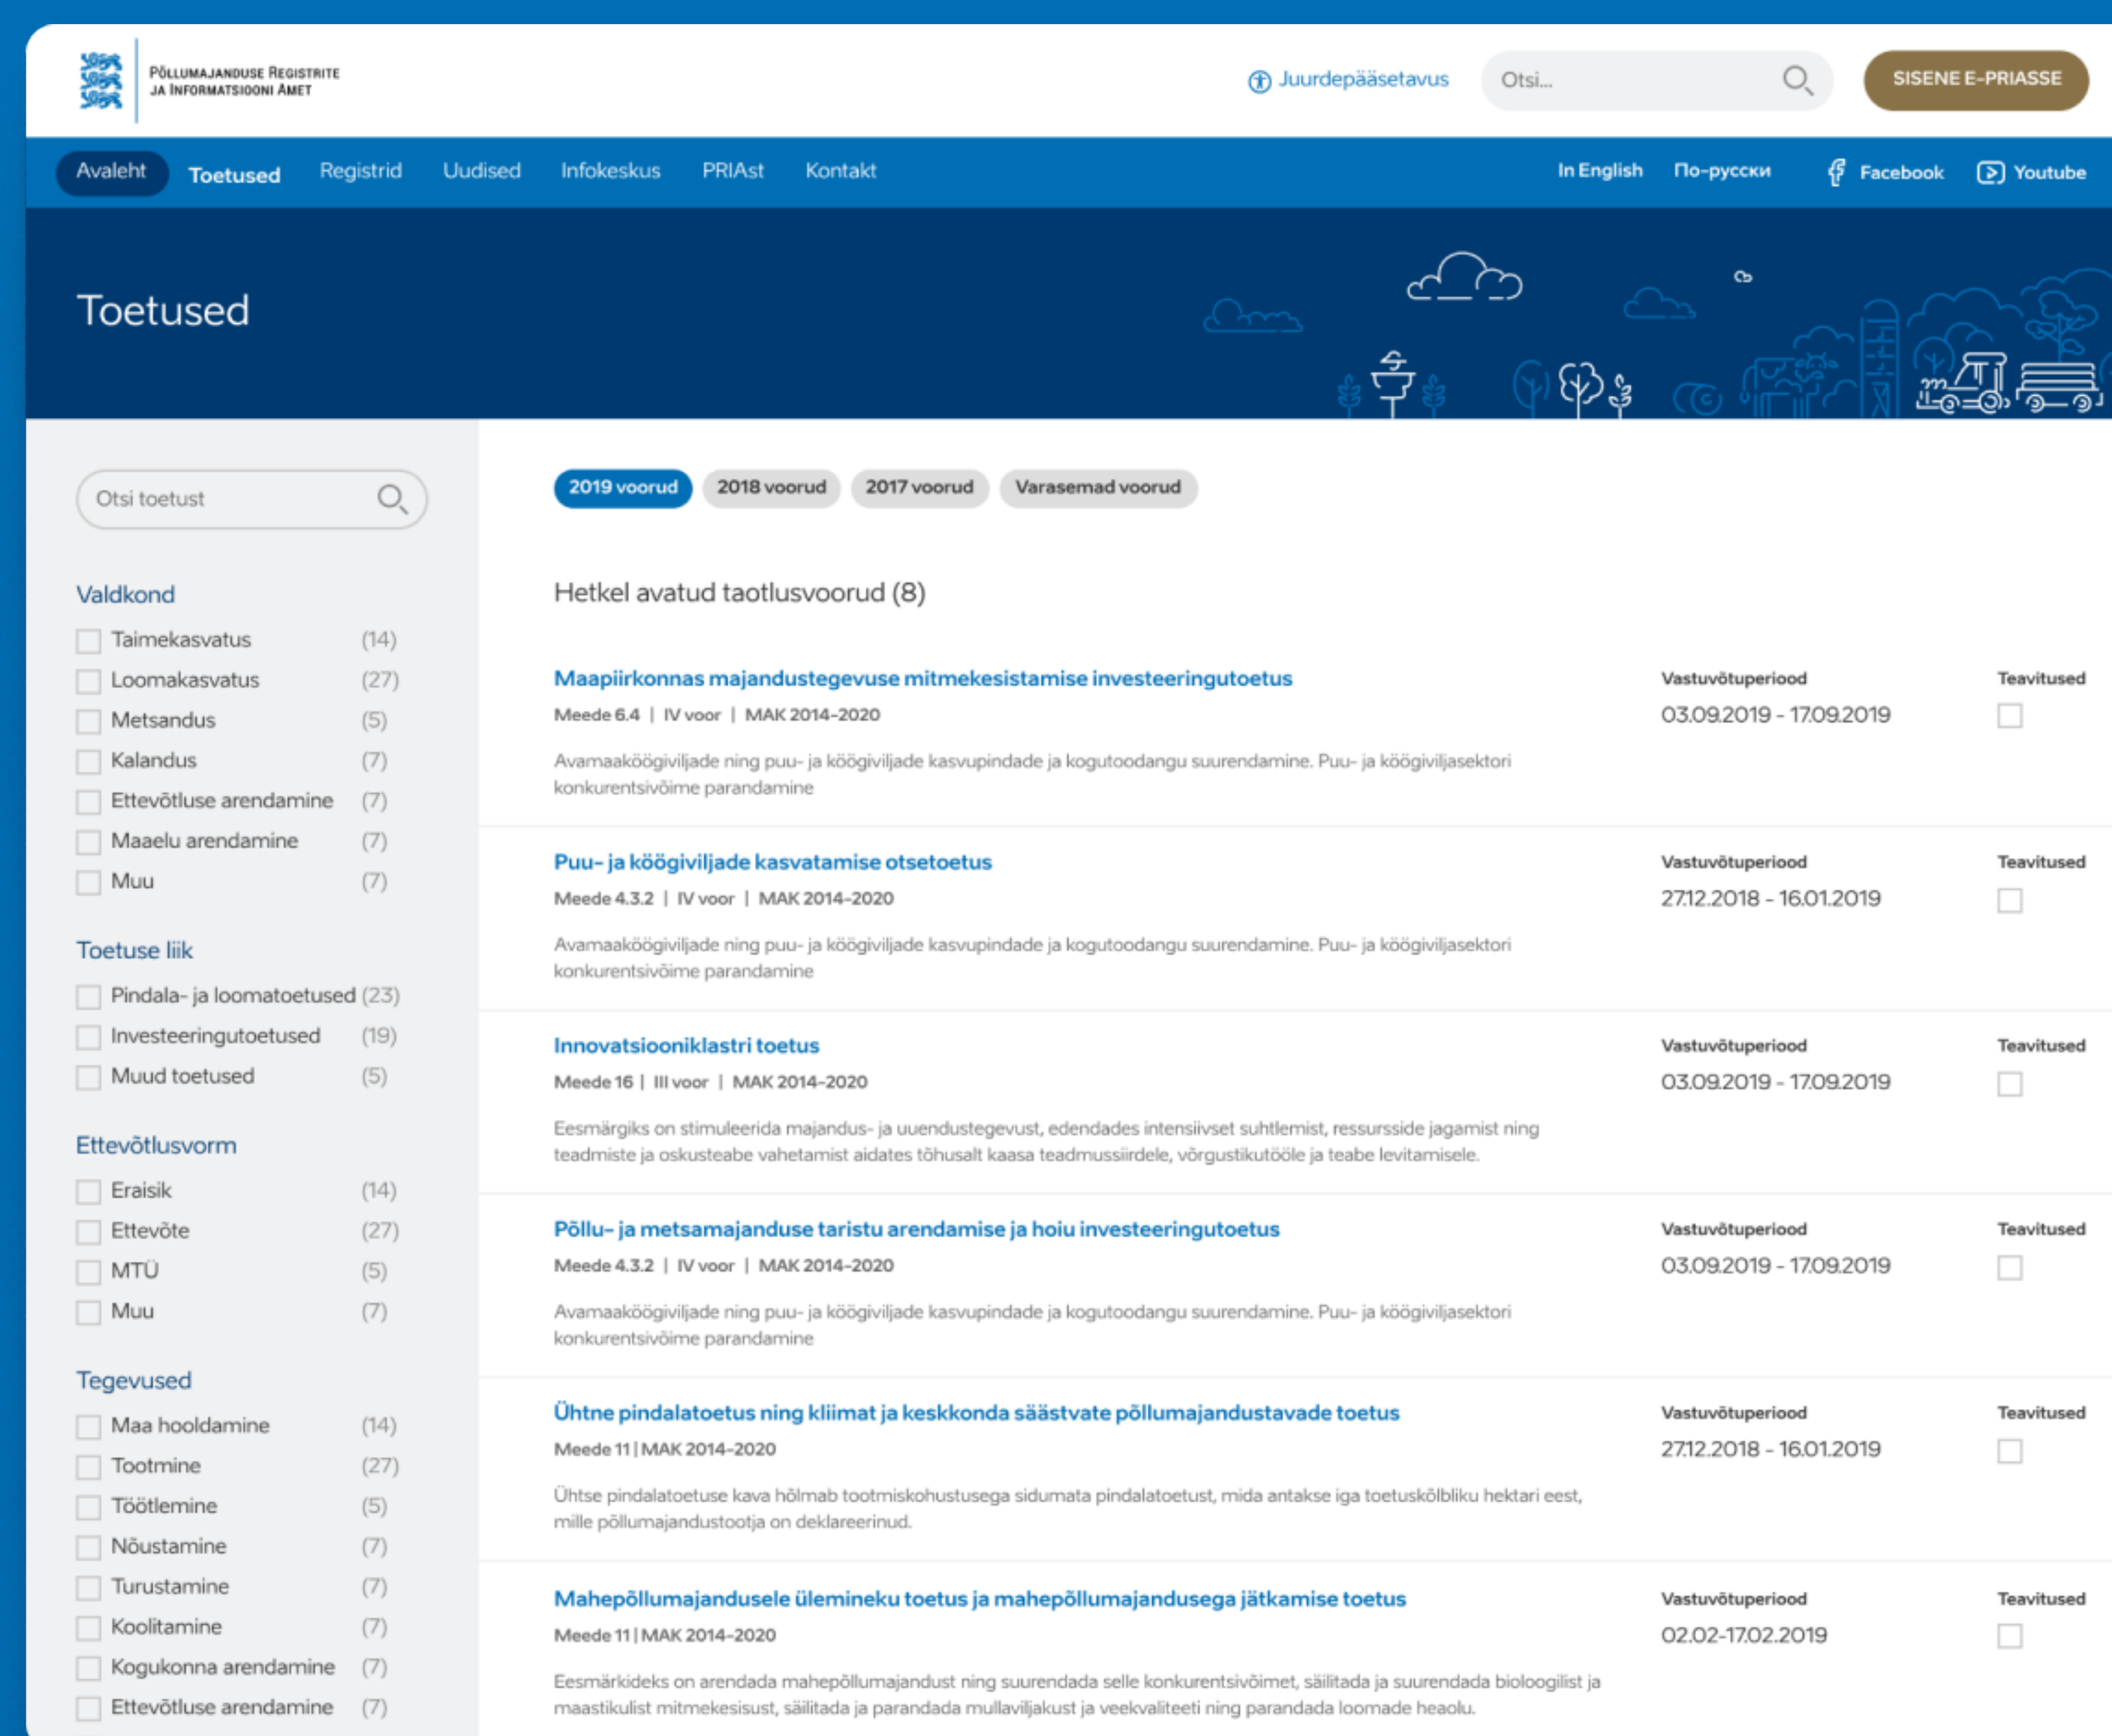 PÕLLUMAJANDUSE REGISTRITE
JA INFORMATSIOONI AMET
Juurdepääsetavus
Otsi...
SISENE E-PRIASSE
Avaleht Toetused Registrid Uudised Infokeskus PRIAst Kontakt In English По-русски Facebook Youtube
Toetused
Otsi toetust
Valdkond
Taimekasvatus (14)
Loomakasvatus (27)
Metsandus (5)
Kalandus (7)
Ettevõtluse arendamine (7)
Maaelu arendamine (7)
Muu (7)
Toetuse liik
Pindala- ja loomatoetused (23)
Investeeringutoetused (19)
Muud toetused (5)
Ettevõtlusvorm
Eraisik (14)
Ettevõte (27)
MTÜ (5)
Muu (7)
Tegevused
Maa hooldamine (14)
Tootmine (27)
Töötlemine (5)
Nõustamine (7)
Turustamine (7)
Koolitamine (7)
Kogukonna arendamine (7)
Ettevõtluse arendamine (7)
2019 voorud 2018 voorud 2017 voorud Varasemad voorud
Hetkel avatud taotlusvoorud (8)
Maapiirkonnas majandustegevuse mitmekesistamise investeeringutoetus
Meede 6.4 | IV voor | MAK 2014-2020
Avamaaköögiviljade ning puu- ja köögiviljade kasvupindade ja kogutoodangu suurendamine. Puu- ja köögiviljasektori
konkurentsivõime parandamine
Vastuvõtuperiood
03.09.2019 - 17.09.2019
Teavitused
Puu- ja köögiviljade kasvatamise otsetoetus
Meede 4.3.2 | IV voor | MAK 2014-2020
Avamaaköögiviljade ning puu- ja köögiviljade kasvupindade ja kogutoodangu suurendamine. Puu- ja köögiviljasektori
konkurentsivõime parandamine
Vastuvõtuperiood
27.12.2018 - 16.01.2019
Teavitused
Innovatsiooniklastri toetus
Meede 16 | III voor | MAK 2014-2020
Eesmärgiks on stimuleerida majandus- ja uuendustegevust, edendades intensiivset suhtlemist, ressursside jagamist ning
teadmiste ja oskusteabe vahetamist aidates tõhusalt kaasa teadmussiirdele, võrgustikutööle ja teabe levitamisele.
Vastuvõtuperiood
03.09.2019 - 17.09.2019
Teavitused
Põllu- ja metsamajanduse taristu arendamise ja hoiu investeeringutoetus
Meede 4.3.2 | IV voor | MAK 2014-2020
Avamaaköögiviljade ning puu- ja köögiviljade kasvupindade ja kogutoodangu suurendamine. Puu- ja köögiviljasektori
konkurentsivõime parandamine
Vastuvõtuperiood
03.09.2019 - 17.09.2019
Teavitused
Ühtne pindalatoetus ning kliimat ja keskkonda säästvate põllumajandustavade toetus
Meede 11 | MAK 2014-2020
Ühtse pindalatoetuse kava hõlmab tootmiskohustusega sidumata pindalatoetust, mida antakse iga toetuskõlbliku hektari eest,
mille põllumajandustootja on deklareerinud.
Vastuvõtuperiood
27.12.2018 - 16.01.2019
Teavitused
Mahepõllumajandusele ülemineku toetus ja mahepõllumajandusega jätkamise toetus
Meede 11 | MAK 2014-2020
Eesmärkideks on arendada mahepõllumajandust ning suurendada selle konkurentsivõimet, säilitada ja suurendada bioloogilist ja
maastikulist mitmekesisust, säilitada ja parandada mullaviljakust ja veekvaliteeti ning parandada loomade heaolu.
Vastuvõtuperiood
02.02-17.02.2019
Teavitused